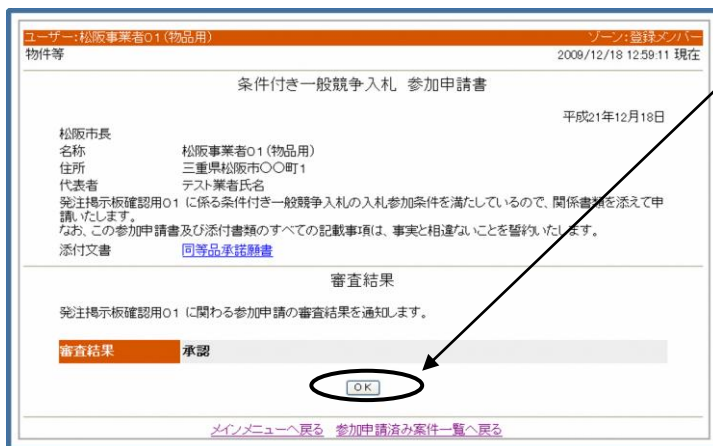 ユーザー:松阪事業者01(物品用) ゾーン:登録メンバー
物件等 2009/12/18 12:59:11 現在
条件付き一般競争入札 参加申請書
平成21年12月18日
松阪市長
名称 松阪事業者01(物品用)
住所 三重県松阪市〇〇町1
代表者 テスト業者氏名
発注掲示板確認用01 に係る条件付き一般競争入札の入札参加条件を満たしているので、関係書類を添えて申
請いたします。
なお、この参加申請書及び添付書類のすべての記載事項は、事実と相違ないことを誓約いたします。
添付文書 同等品承諾願書
審査結果
発注掲示板確認用01 に関わる参加申請の審査結果を通知します。
審査結果 承認
OK
メインメニューへ戻る 参加申請済み案件一覧へ戻る